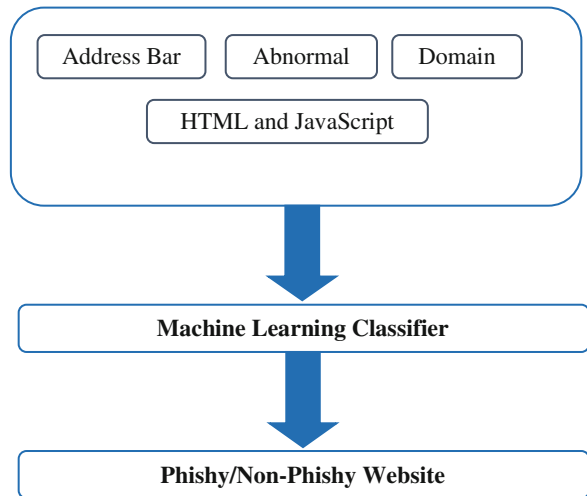 Address Bar Abnormal Domain
HTML and JavaScript
Machine Learning Classifier
Phishy/Non-Phishy Website